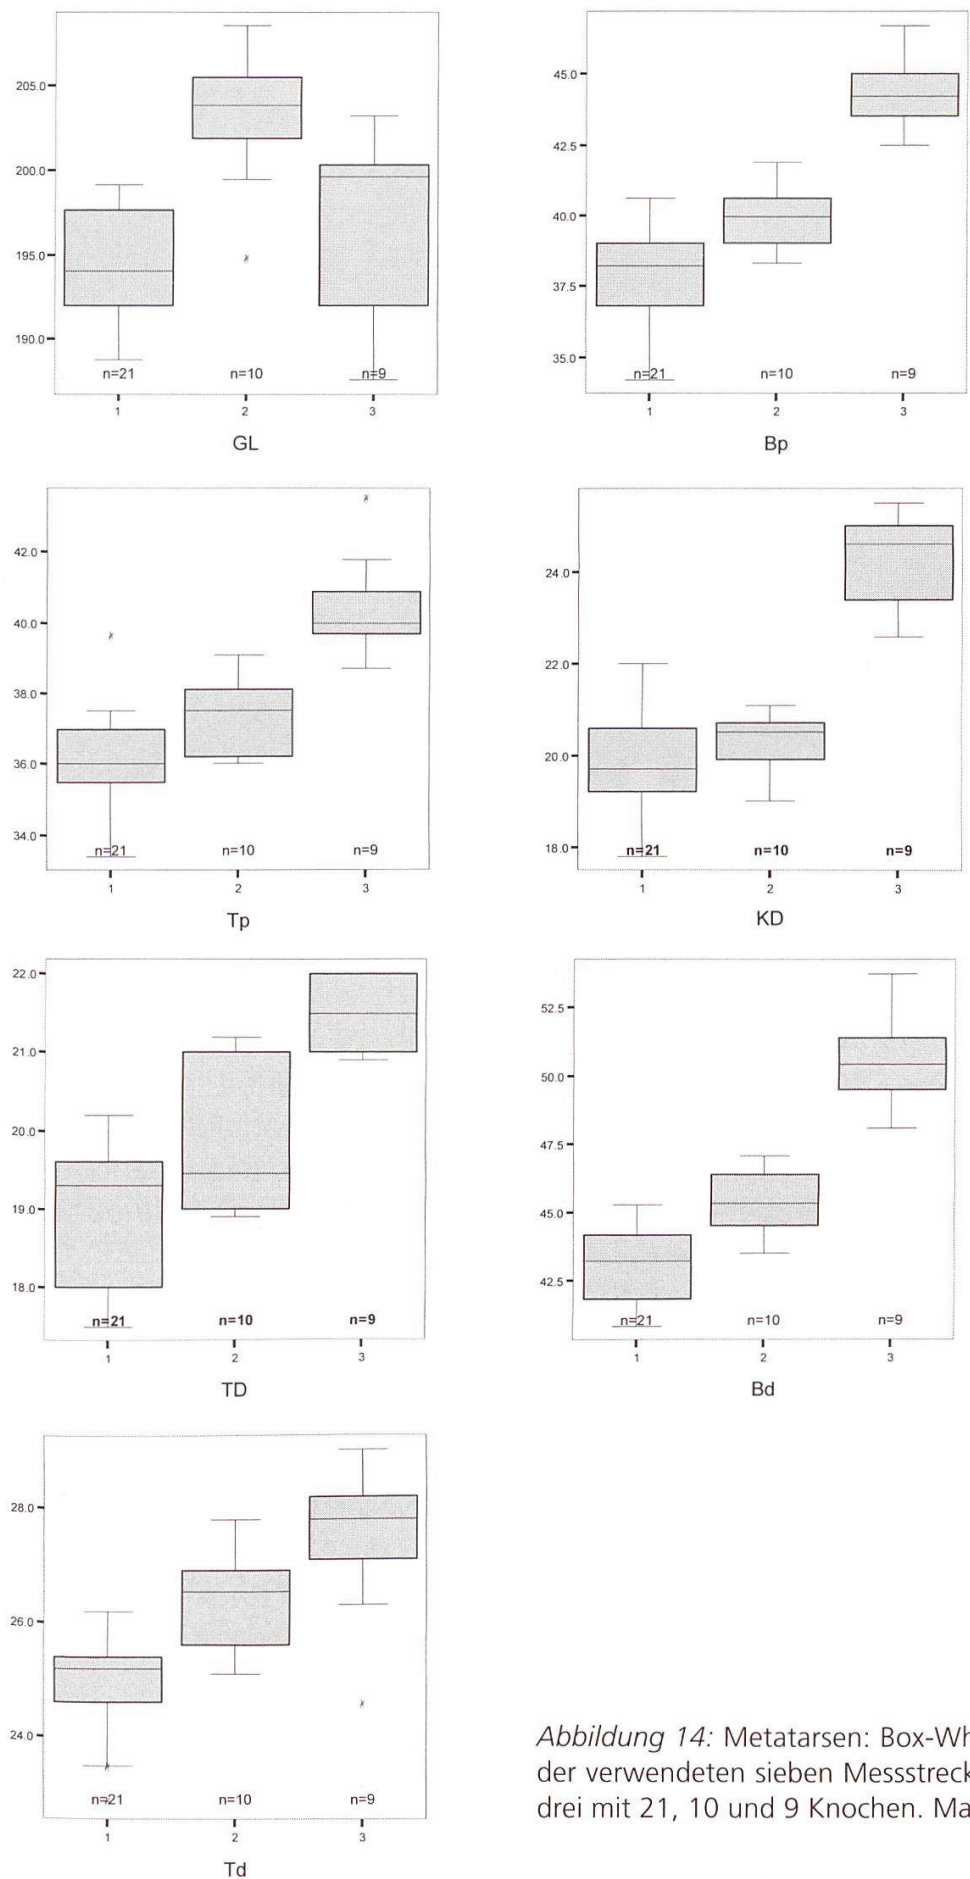 205.0
200.0
195.0
190.0
n=21 n=10 n=9
1 2 3
GL
45.0
42.5
40.0
37.5
35.0
n=21 n=10 n=9
1 2 3
Bp
42.0
40.0
38.0
36.0
34.0
n=21 n=10 n=9
1 2 3
Tp
24.0
22.0
20.0
18.0
n=21 n=10 n=9
1 2 3
KD
22.0
21.0
20.0
19.0
18.0
n=21 n=10 n=9
1 2 3
TD
52.5
50.0
47.5
45.0
42.5
n=21 n=10 n=9
1 2 3
Bd
28.0
26.0
24.0
n=21 n=10 n=9
1 2 3
Td
Abbildung 14: Metatarsen: Box-Wh
der verwendeten sieben Messstreck
drei mit 21, 10 und 9 Knochen. Ma